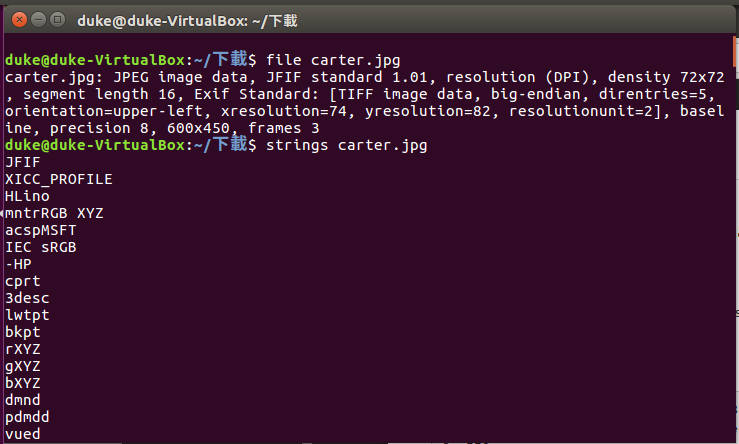 duke@duke-VirtualBox: ~/下載
duke@duke-VirtualBox:~/下載$ file carter.jpg
carter.jpg: JPEG image data, JFIF standard 1.01, resolution (DPI), density 72x72
, segment length 16, Exif Standard: [TIFF image data, big-endian, direntries=5,
orientation=upper-left, xresolution=74, yresolution=82, resolutionunit=2], basel
ine, precision 8, 600x450, frames 3
duke@duke-VirtualBox:~/下載$ strings carter.jpg
JFIF
XICC_PROFILE
HLino
mntrRGB XYZ
acspMSFT
IEC sRGB
-HP
cprt
3desc
lwtpt
bkpt
rXYZ
gXYZ
bXYZ
dmnd
pdmdd
vued